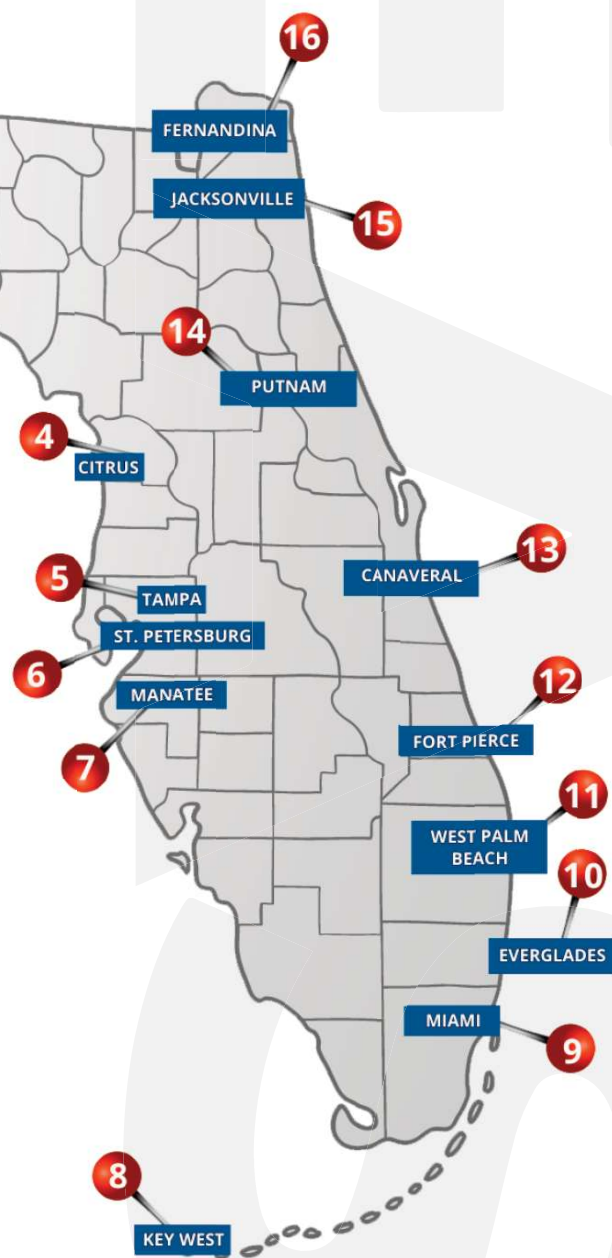 16
FERNANDINA
JACKSONVILLE
15
14
PUTNAM
4
CITRUS
13
CANAVERAL
5
TAMPA
ST. PETERSBURG
6
MANATEE
12
FORT PIERCE
7
11
WEST PALM
BEACH
10
EVERGLADES
MIAMI
9
8
KEY WEST